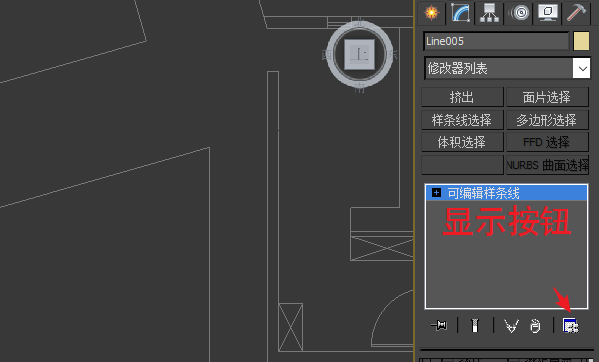 Line005
上
修改器列表
挤出
面片选择
样条线选择
多边形选择
体积选择
FFD 选择
NURBS 曲面选择
可编辑样条线
显示按钮